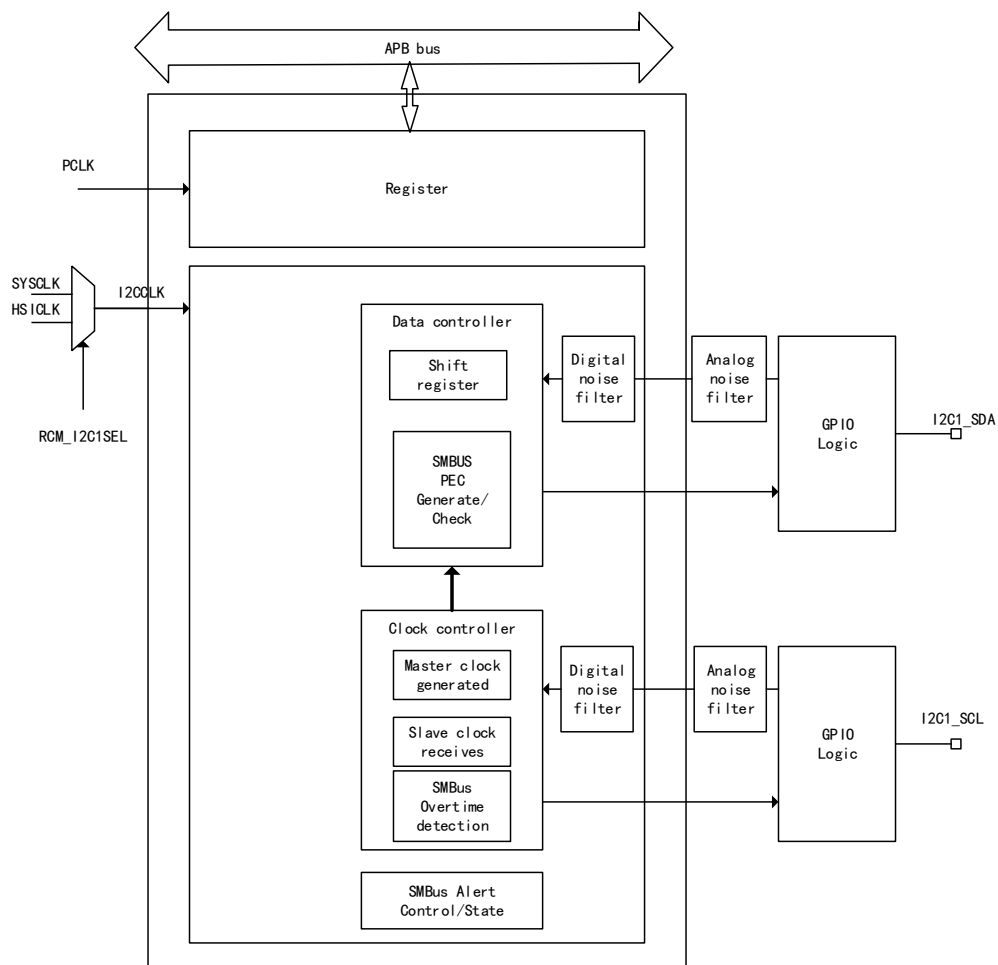 APB bus
PCLK
Register
SYSCLK
HSICLK
I2CCLK
RCM_I2C1SEL
Data controller
Shift
register
SMBUS
PEC
Generate/
Check
Digital
noise
filter
Analog
noise
filter
GPIO
Logic
I2C1_SDA
Clock controller
Master clock
generated
Slave clock
receives
SMBus
Overtime
detection
Digital
noise
filter
Analog
noise
filter
GPIO
Logic
I2C1_SCL
SMBus Alert
Control/State